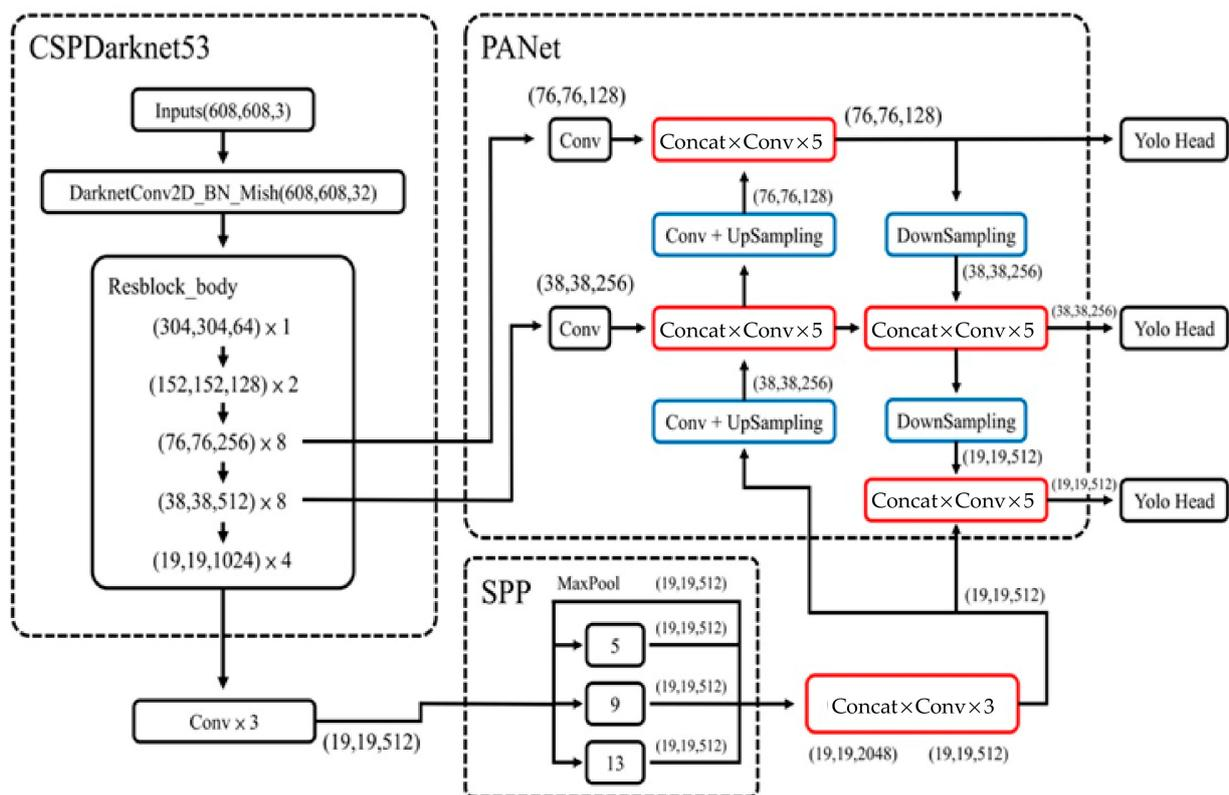 CSPDarknet53
Inputs(608,608,3)
DarknetConv2D_BN_Mish(608,608,32)
Resblock_body
(304,304,64) x 1
(152,152,128) x 2
(76,76,256) x 8
(38,38,512) x 8
(19,19,1024) x 4
Conv x 3
(19,19,512)
PANet
(76,76,128)
Conv
Concat×Conv×5
(76,76,128)
Yolo Head
(76,76,128)
Conv + UpSampling
DownSampling
(38,38,256)
(38,38,256)
Conv
Concat×Conv×5
Concat×Conv×5
(38,38,256)
Yolo Head
(38,38,256)
Conv + UpSampling
DownSampling
(19,19,512)
Concat×Conv×5
(19,19,512)
Yolo Head
SPP
MaxPool
(19,19,512)
5
(19,19,512)
9
(19,19,512)
13
(19,19,512)
(19,19,512)
Concat×Conv×3
(19,19,2048)
(19,19,512)